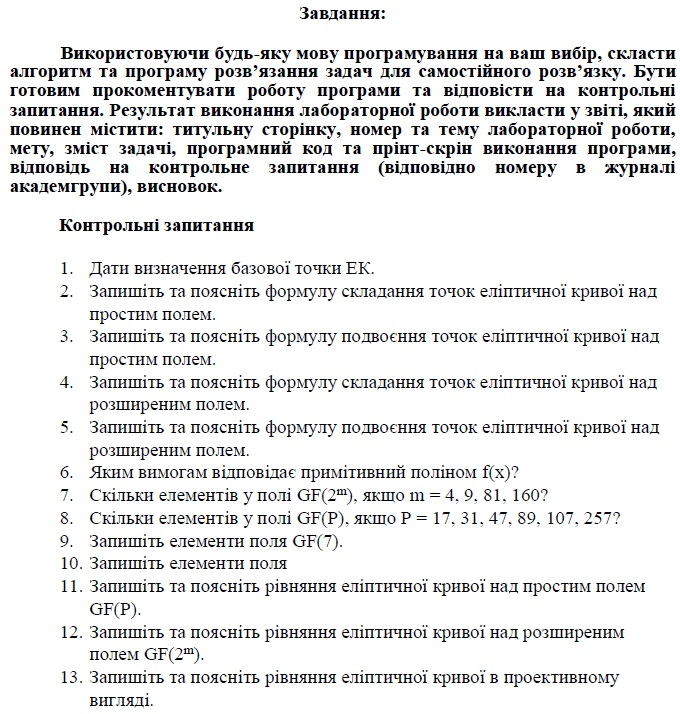 Завдання:
Використовуючи будь-яку мову програмування на ваш вибір, скласти
алгоритм та програму розв’язання задач для самостійного розв’язку. Бути
готовим прокоментувати роботу програми та відповісти на контрольні
запитання. Результат виконання лабораторної роботи викласти у звіті, який
повинен містити: титульну сторінку, номер та тему лабораторної роботи,
мету, зміст задачі, програмний код та прінт-скрін виконання програми,
відповідь на контрольне запитання (відповідно номеру в журналі
академгрупи), висновок.
Контрольні запитання
1. Дати визначення базової точки ЕК.
2. Запишіть та поясніть формулу складання точок еліптичної кривої над
простим полем.
3. Запишіть та поясніть формулу подвоєння точок еліптичної кривої над
простим полем.
4. Запишіть та поясніть формулу складання точок еліптичної кривої над
розширеним полем.
5. Запишіть та поясніть формулу подвоєння точок еліптичної кривої над
розширеним полем.
6. Яким вимогам відповідає примітивний поліном f(x)?
7. Скільки елементів у полі GF(2ᵐ), якщо m = 4, 9, 81, 160?
8. Скільки елементів у полі GF(P), якщо P = 17, 31, 47, 89, 107, 257?
9. Запишіть елементи поля GF(7).
10. Запишіть елементи поля
11. Запишіть та поясніть рівняння еліптичної кривої над простим полем
GF(P).
12. Запишіть та поясніть рівняння еліптичної кривої над розширеним
полем GF(2ᵐ).
13. Запишіть та поясніть рівняння еліптичної кривої в проективному
вигляді.